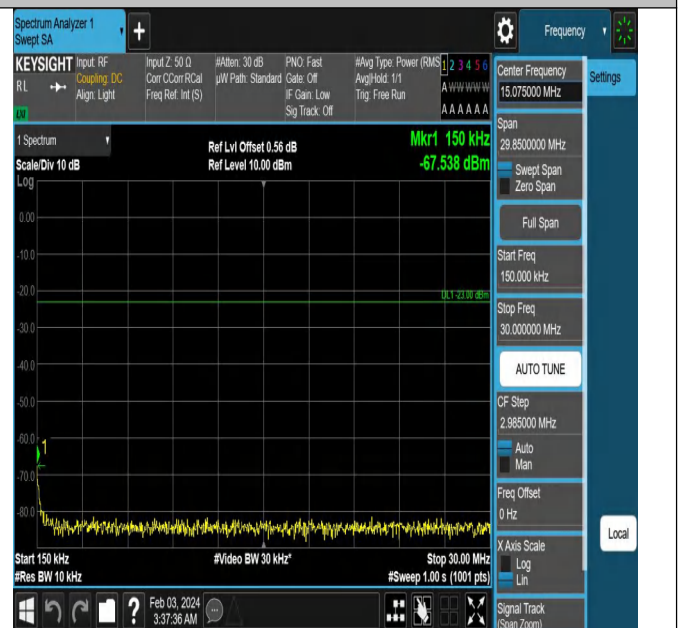 Spectrum Analyzer 1
Swept SA
+
Frequency
KEYSIGHT
RL
Input: RF
Coupling: DC
Align: Light
Input Z: 50 Ω
Corr CCorr RCal
Freq Ref: Int (S)
#Atten: 30 dB
µW Path: Standard
PNO: Fast
Gate: Off
IF Gain: Low
Sig Track: Off
#Avg Type: Power (RMS
Avg|Hold: 1/1
Trig: Free Run
1 2 3 4 5 6
A W W W W W
A A A A A A
1 Spectrum
Scale/Div 10 dB
Log
Ref Lvl Offset 0.56 dB
Ref Level 10.00 dBm
Mkr1 150 kHz
-67.538 dBm
0.00
-10.0
-20.0
DL1 -23.00 dBm
-30.0
-40.0
-50.0
-60.0
1
-70.0
-80.0
Start 150 kHz
#Video BW 30 kHz*
Stop 30.00 MHz
#Res BW 10 kHz
#Sweep 1.00 s (1001 pts)
Center Frequency
15.075000 MHz
Settings
Span
29.8500000 MHz
Swept Span
Zero Span
Full Span
Start Freq
150.000 kHz
Stop Freq
30.000000 MHz
AUTO TUNE
CF Step
2.985000 MHz
Auto
Man
Freq Offset
0 Hz
X Axis Scale
Log
Lin
Local
Signal Track
(Span Zoom)
?
Feb 03, 2024
3:37:36 AM